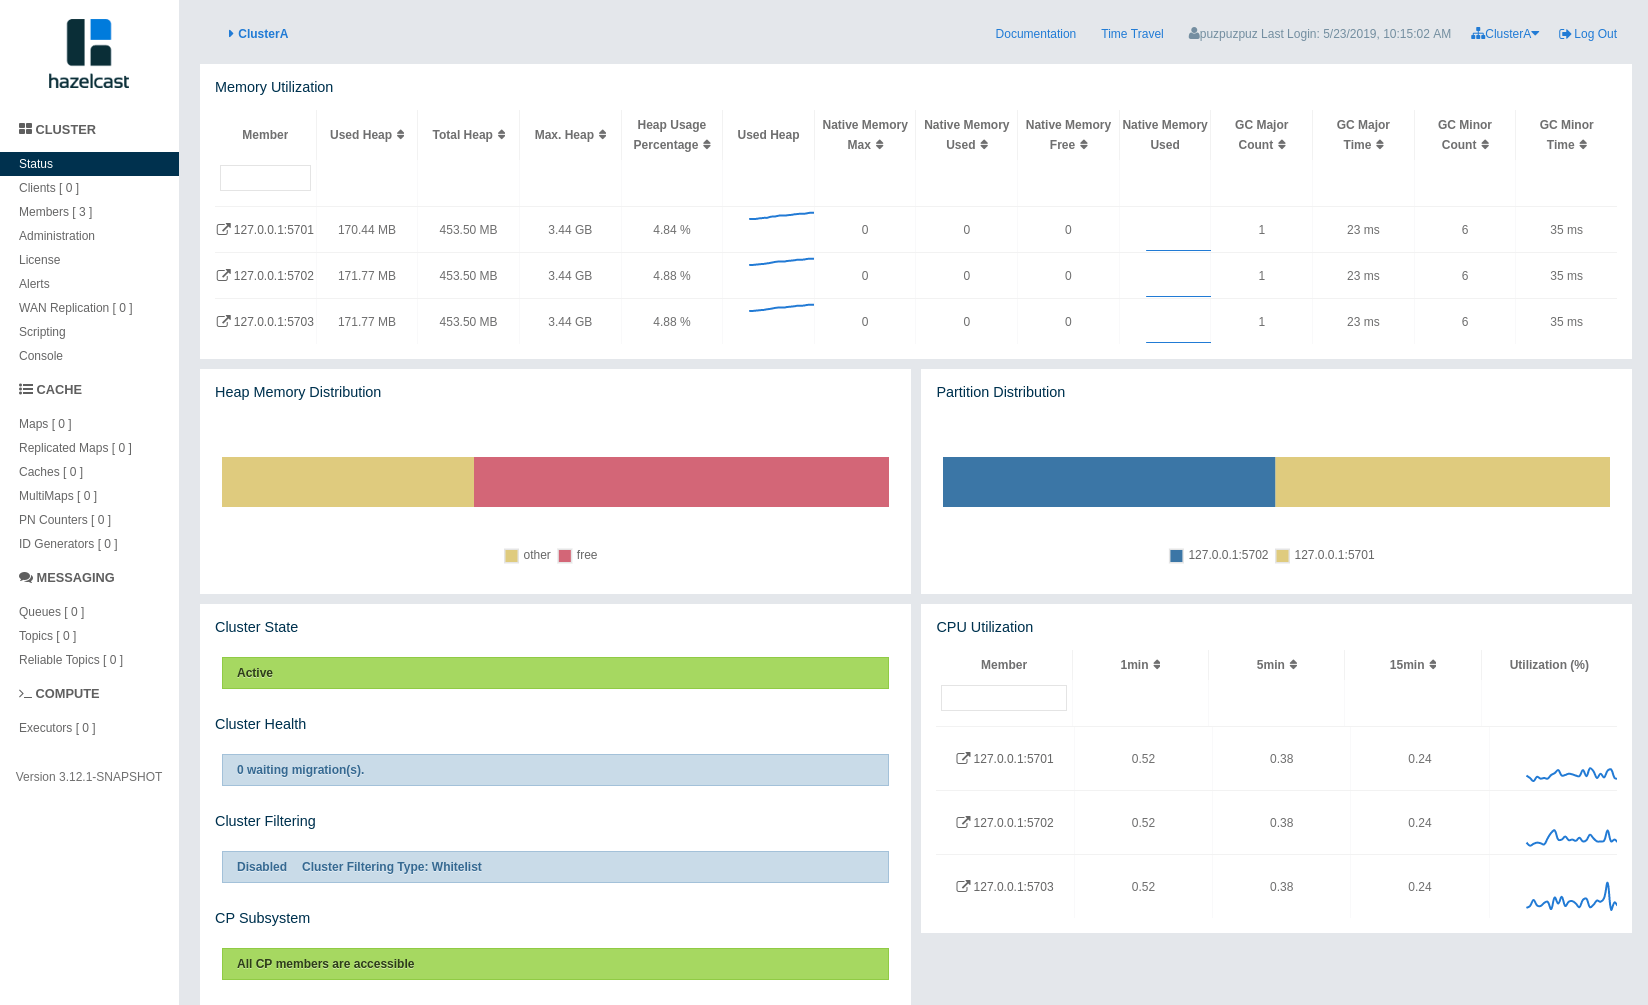 hazelcast
CLUSTER
Status
Clients [ 0 ]
Members [ 3 ]
Administration
License
Alerts
WAN Replication [ 0 ]
Scripting
Console
CACHE
Maps [ 0 ]
Replicated Maps [ 0 ]
Caches [ 0 ]
MultiMaps [ 0 ]
PN Counters [ 0 ]
ID Generators [ 0 ]
MESSAGING
Queues [ 0 ]
Topics [ 0 ]
Reliable Topics [ 0 ]
COMPUTE
Executors [ 0 ]
Version 3.12.1-SNAPSHOT
ClusterA Documentation Time Travel puzpuzpuz Last Login: 5/23/2019, 10:15:02 AM ClusterA Log Out
Memory Utilization
Member Used Heap Total Heap Max. Heap Heap Usage Percentage Used Heap Native Memory Max Native Memory Used Native Memory Free Native Memory Used GC Major Count GC Major Time GC Minor Count GC Minor Time
127.0.0.1:5701 170.44 MB 453.50 MB 3.44 GB 4.84 % 0 0 0 1 23 ms 6 35 ms
127.0.0.1:5702 171.77 MB 453.50 MB 3.44 GB 4.88 % 0 0 0 1 23 ms 6 35 ms
127.0.0.1:5703 171.77 MB 453.50 MB 3.44 GB 4.88 % 0 0 0 1 23 ms 6 35 ms
Heap Memory Distribution
other free
Partition Distribution
127.0.0.1:5702 127.0.0.1:5701
Cluster State
Active
Cluster Health
0 waiting migration(s).
Cluster Filtering
Disabled Cluster Filtering Type: Whitelist
CP Subsystem
All CP members are accessible
CPU Utilization
Member 1min 5min 15min Utilization (%)
127.0.0.1:5701 0.52 0.38 0.24
127.0.0.1:5702 0.52 0.38 0.24
127.0.0.1:5703 0.52 0.38 0.24